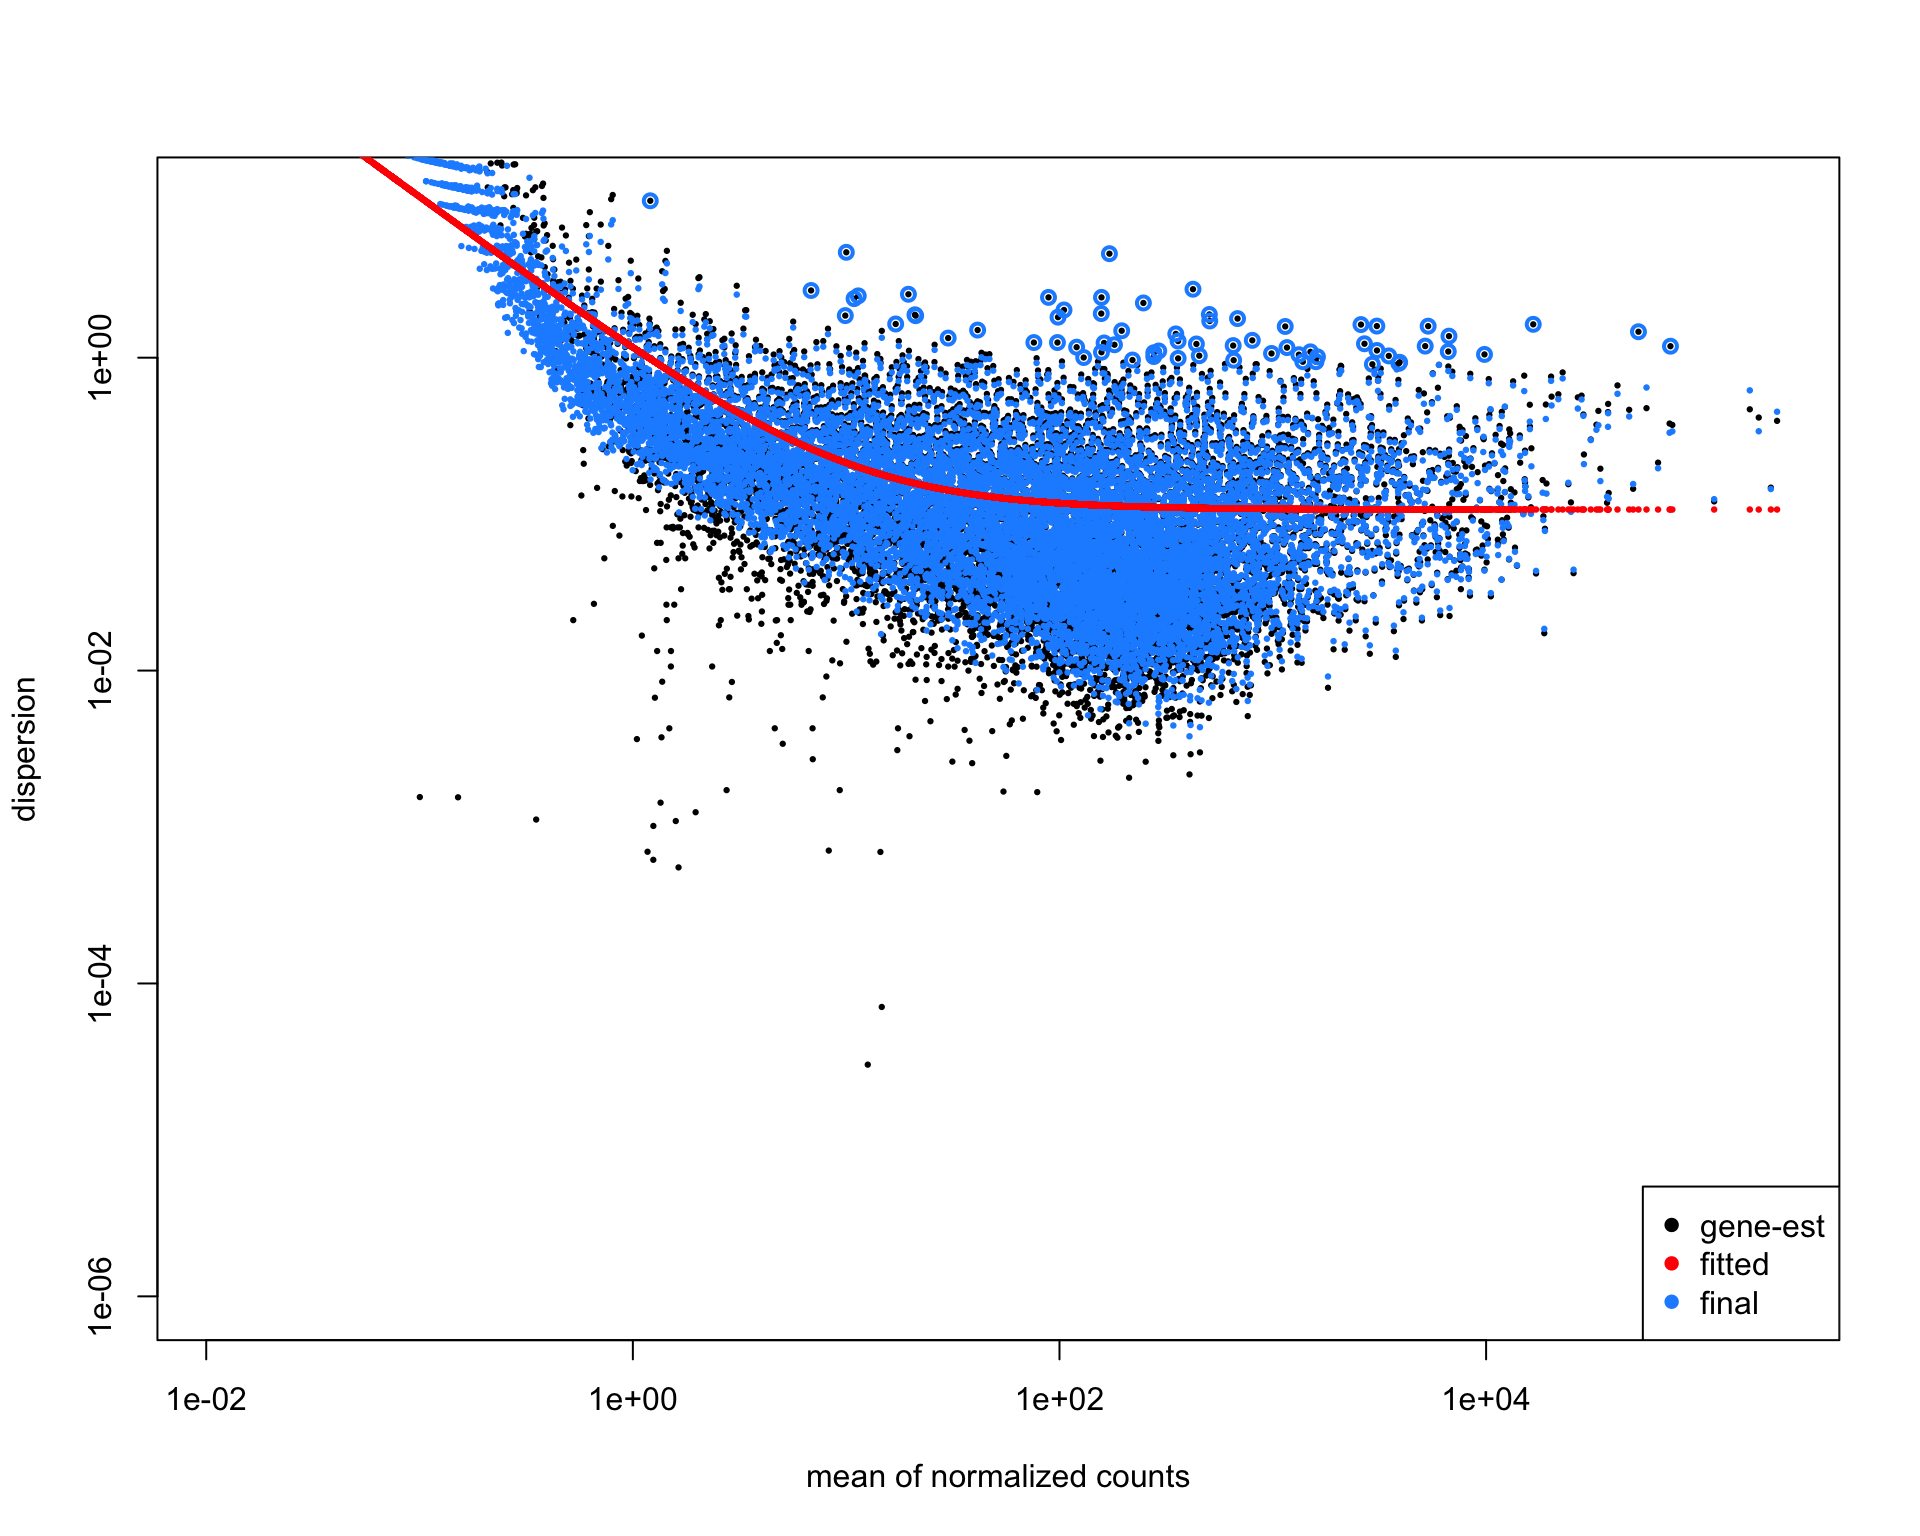 dispersion
1e+00
1e-02
1e-04
1e-06
1e-02
1e+00
1e+02
1e+04
mean of normalized counts
gene-est
fitted
final